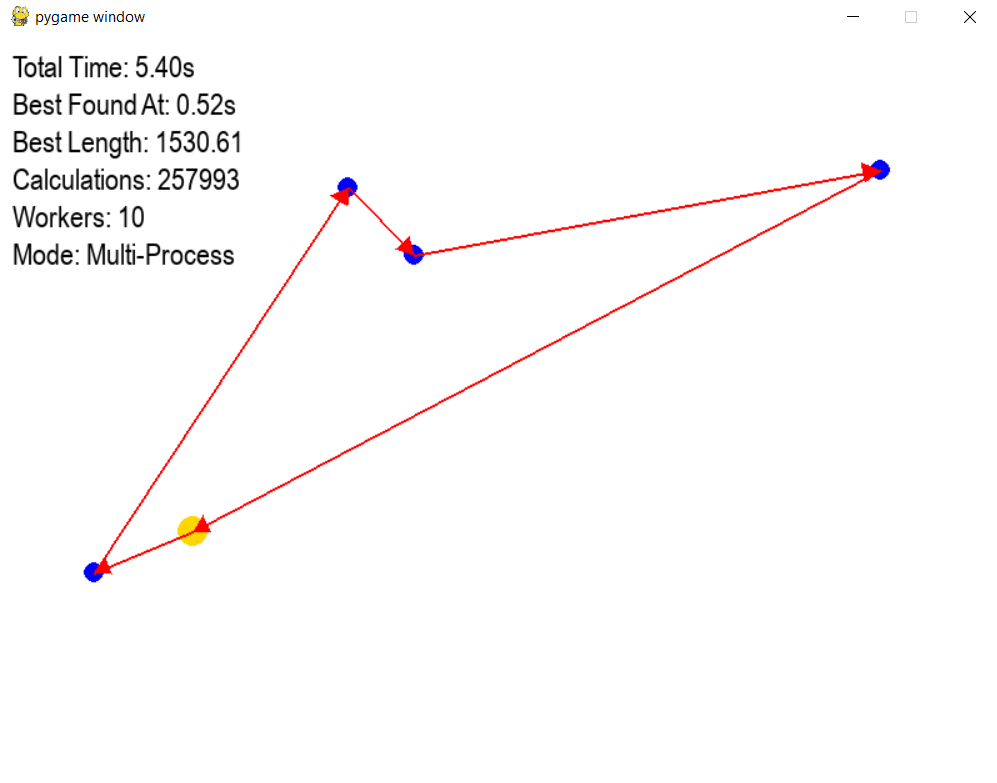 pygame window
Total Time: 5.40s
Best Found At: 0.52s
Best Length: 1530.61
Calculations: 257993
Workers: 10
Mode: Multi-Process